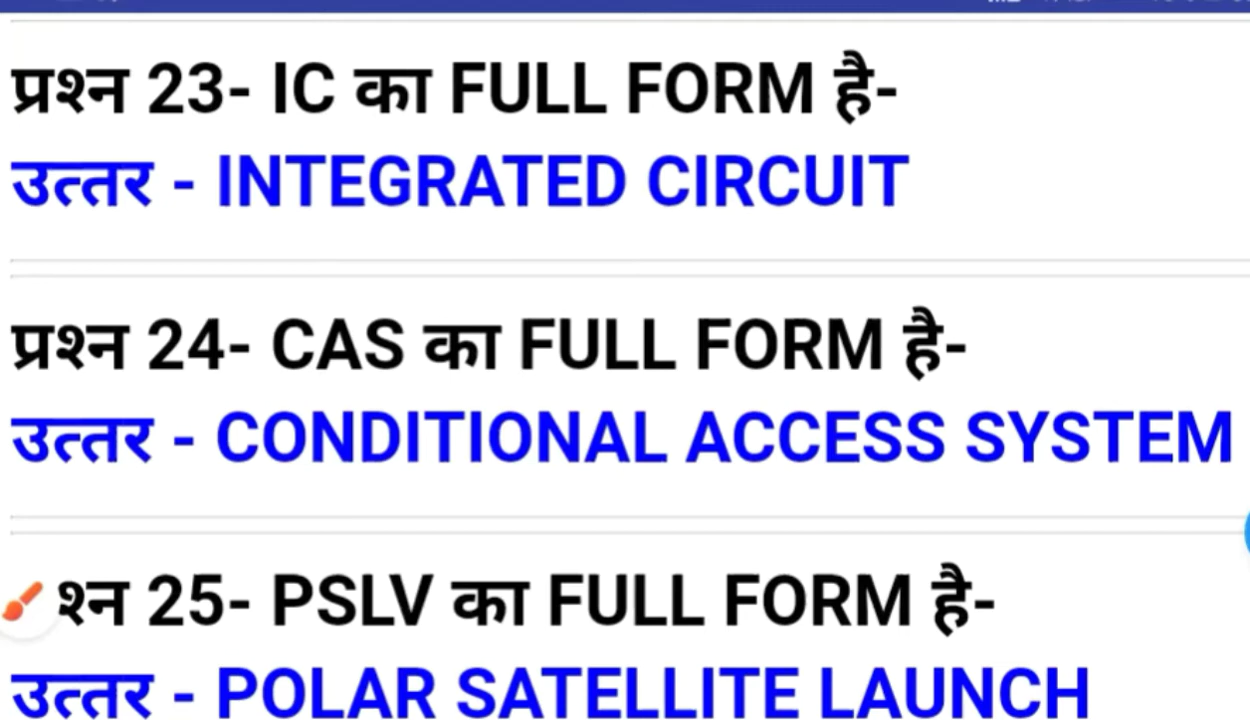 प्रश्न 23- IC का FULL FORM है-
उत्तर - INTEGRATED CIRCUIT
प्रश्न 24- CAS का FULL FORM है-
उत्तर - CONDITIONAL ACCESS SYSTEM
श्न 25- PSLV का FULL FORM है-
उत्तर - POLAR SATELLITE LAUNCH